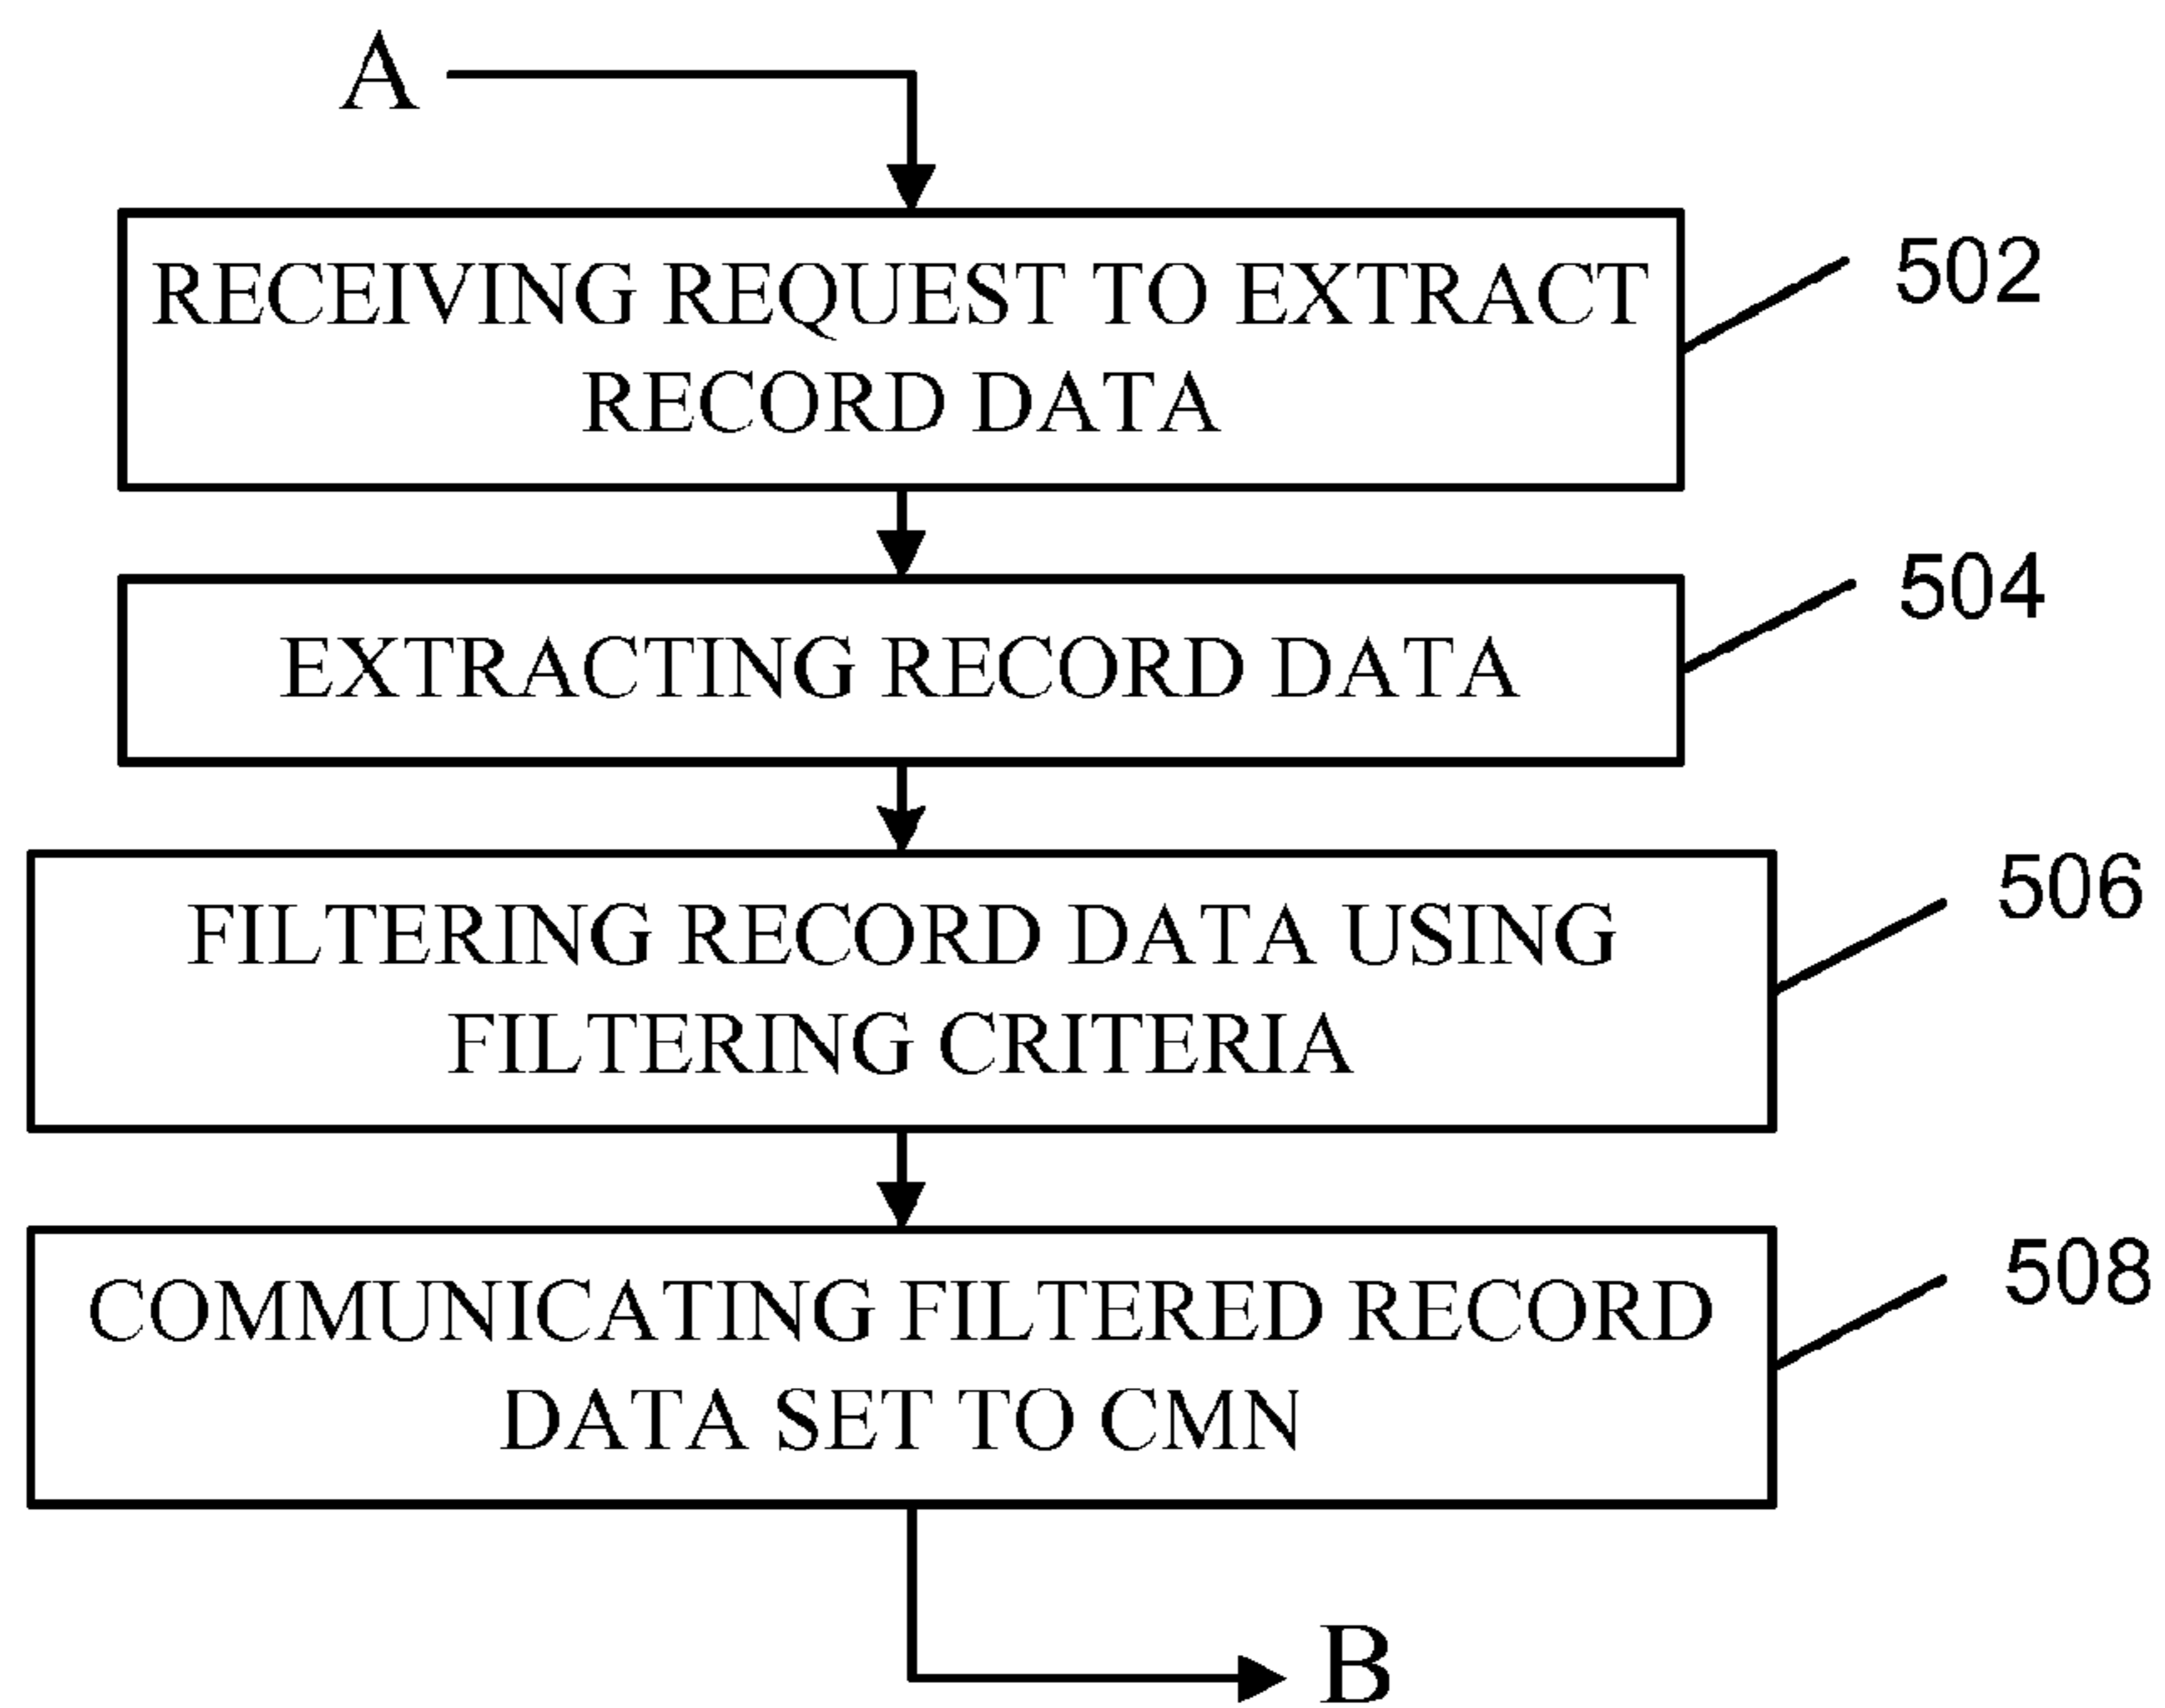 A
RECEIVING REQUEST TO EXTRACT
RECORD DATA
502
EXTRACTING RECORD DATA
504
FILTERING RECORD DATA USING
FILTERING CRITERIA
506
COMMUNICATING FILTERED RECORD
DATA SET TO CMN
508
B